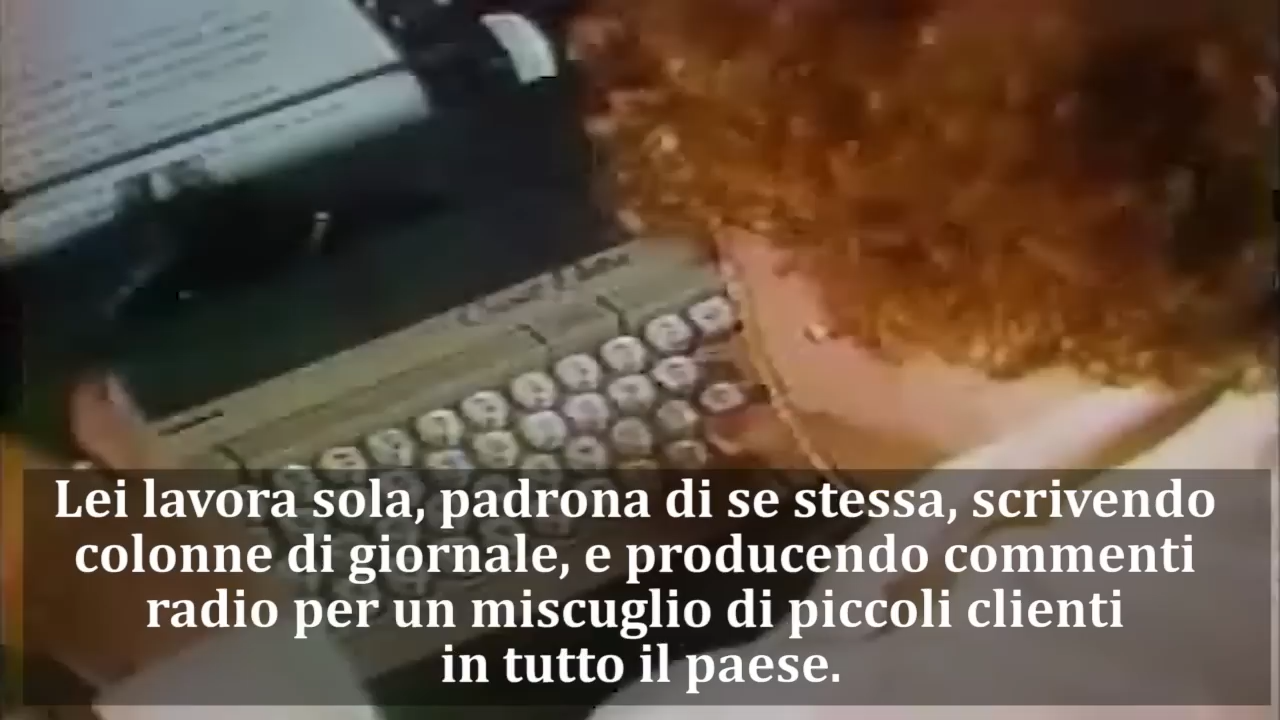 Lei lavora sola, padrona di se stessa, scrivendo
colonne di giornale, e producendo commenti
radio per un miscuglio di piccoli clienti
in tutto il paese.